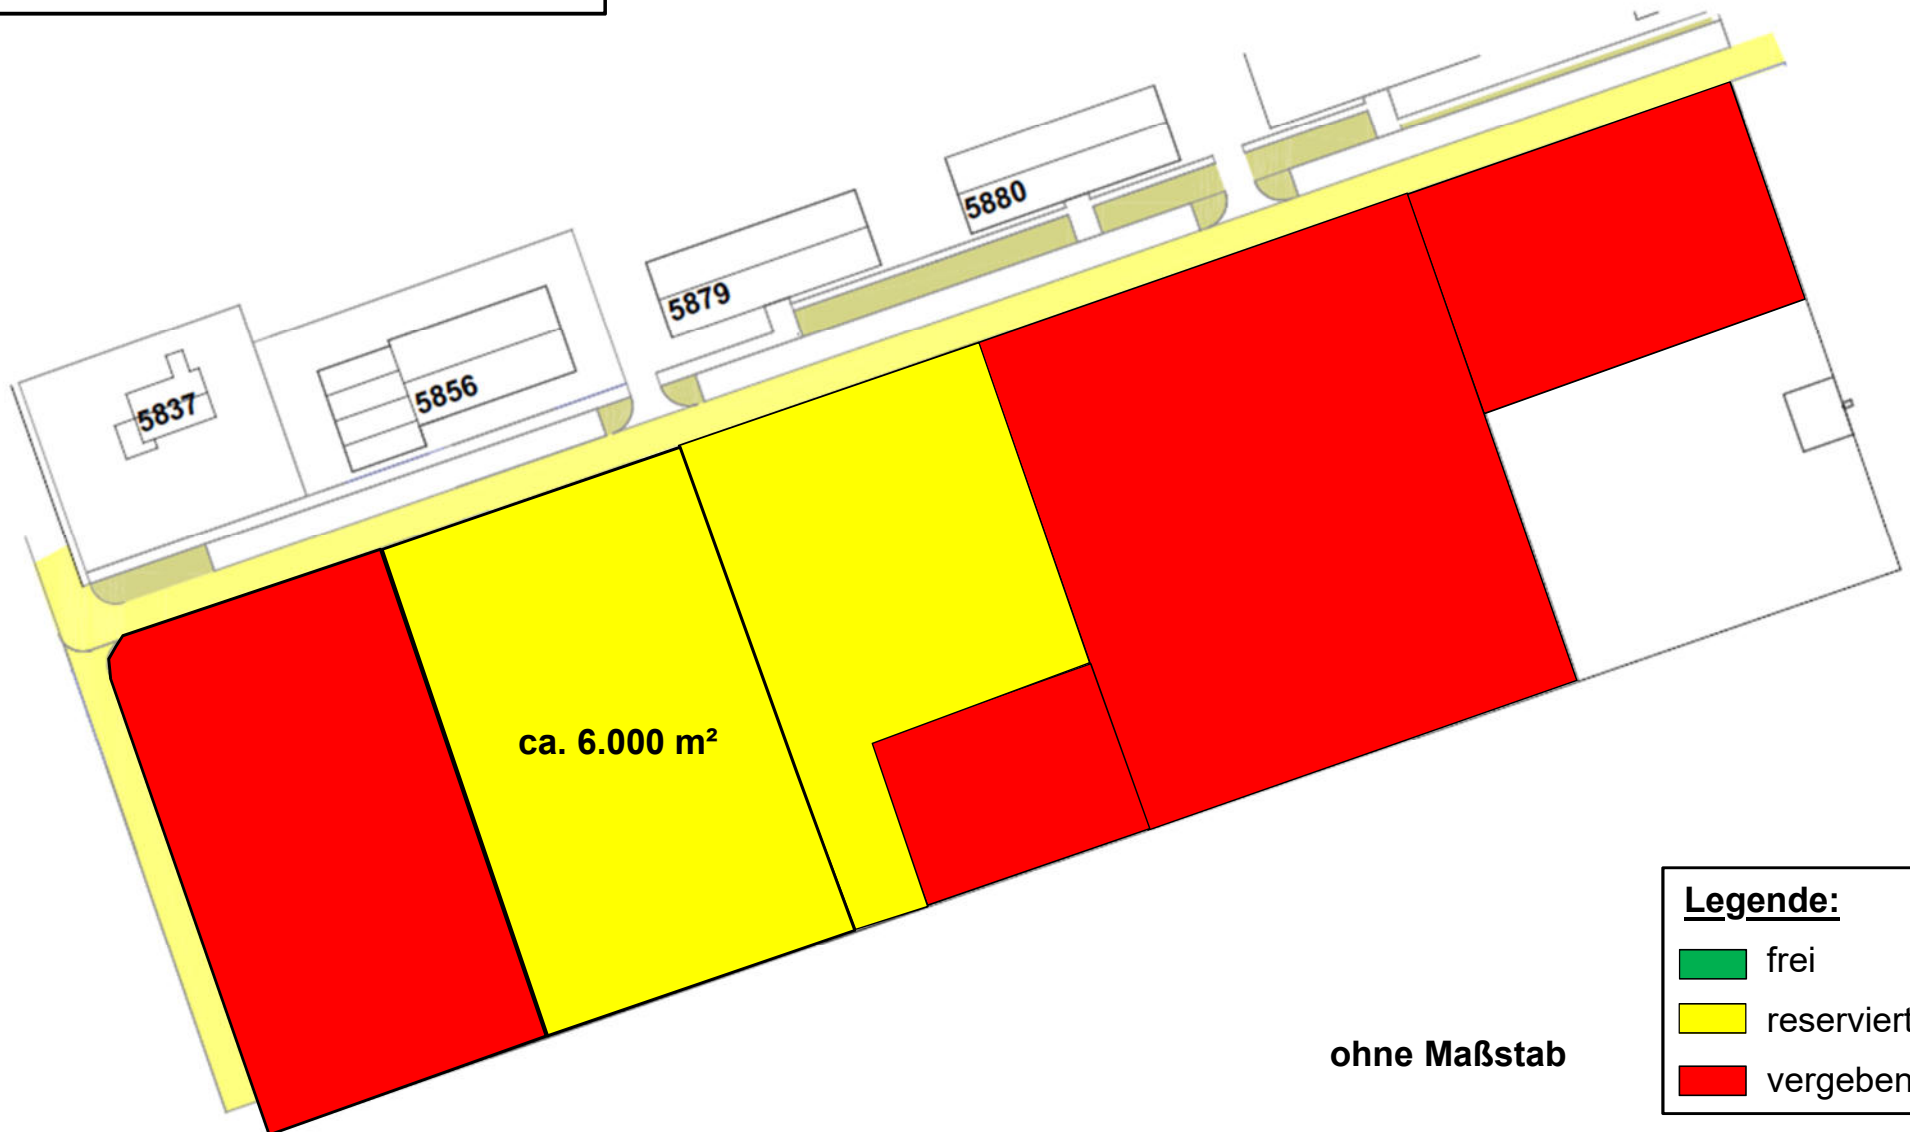 5880
5879
5856
5837
ca. 6.000 m²
Legende:
frei
reserviert
vergeben
ohne Maßstab